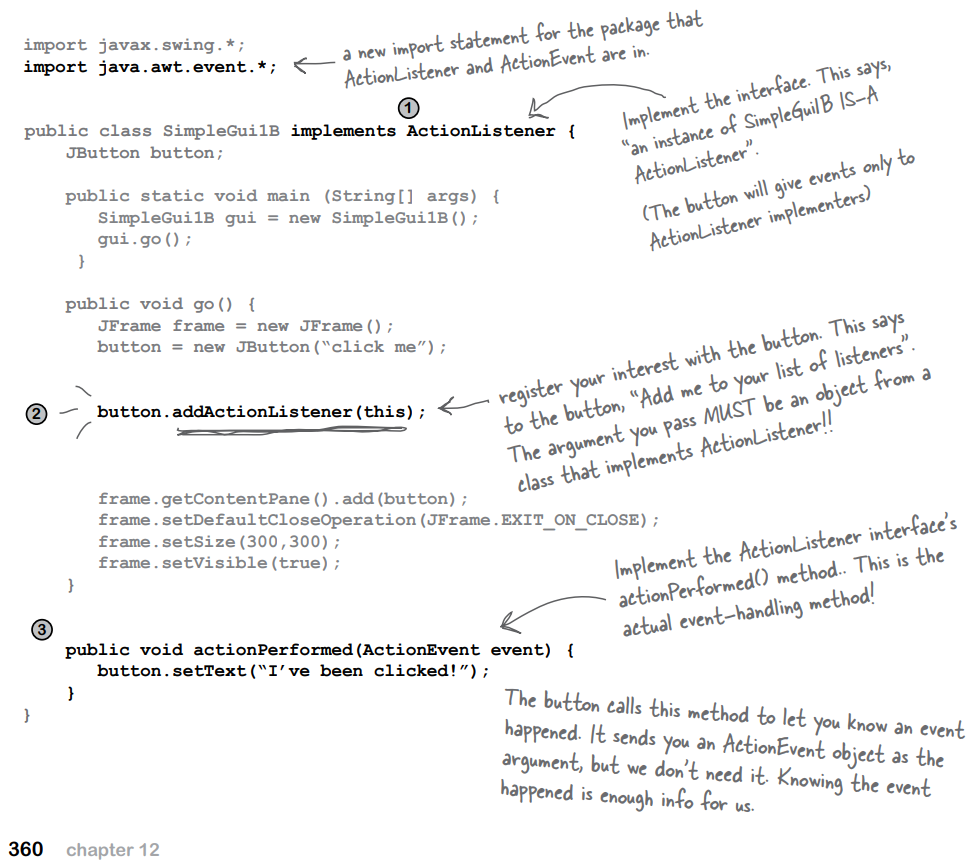 import javax.swing.*;
import java.awt.event.*;
a new import statement for the package that
ActionListener and ActionEvent are in.
1
public class SimpleGui1B implements ActionListener {
JButton button;
Implement the interface. This says,
“an instance of SimpleGui1B IS-A
ActionListener”.
(The button will give events only to
ActionListener implementers)
public static void main (String[] args) {
SimpleGui1B gui = new SimpleGui1B();
gui.go();
}
public void go() {
JFrame frame = new JFrame();
button = new JButton(“click me”);
2
button.addActionListener(this);
register your interest with the button. This says
to the button, “Add me to your list of listeners”.
The argument you pass MUST be an object from a
class that implements ActionListener!!
frame.getContentPane().add(button);
frame.setDefaultCloseOperation(JFrame.EXIT_ON_CLOSE);
frame.setSize(300,300);
frame.setVisible(true);
}
Implement the ActionListener interface’s
actionPerformed() method.. This is the
actual event-handling method!
3
public void actionPerformed(ActionEvent event) {
button.setText(“I’ve been clicked!”);
}
}
The button calls this method to let you know an event
happened. It sends you an ActionEvent object as the
argument, but we don’t need it. Knowing the event
happened is enough info for us.
360 chapter 12